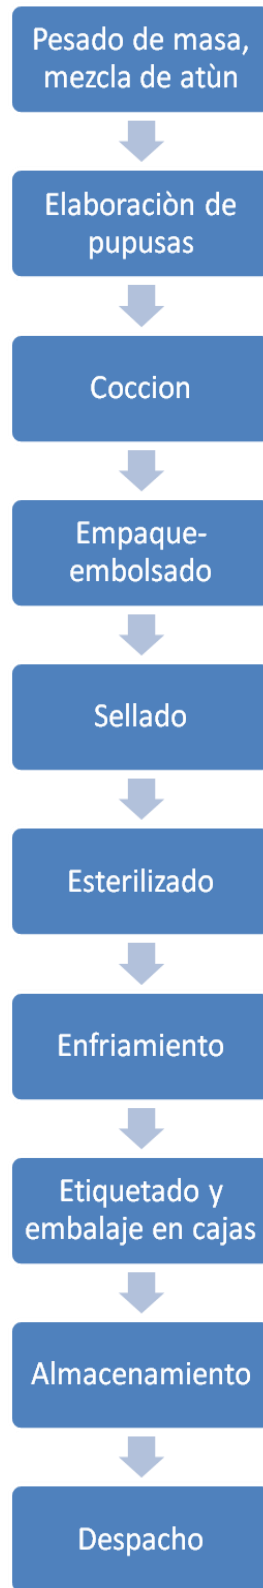 Pesado de masa,
mezcla de atùn
Elaboraciòn de
pupusas
Coccion
Empaque-
embolsado
Sellado
Esterilizado
Enfriamiento
Etiquetado y
embalaje en cajas
Almacenamiento
Despacho